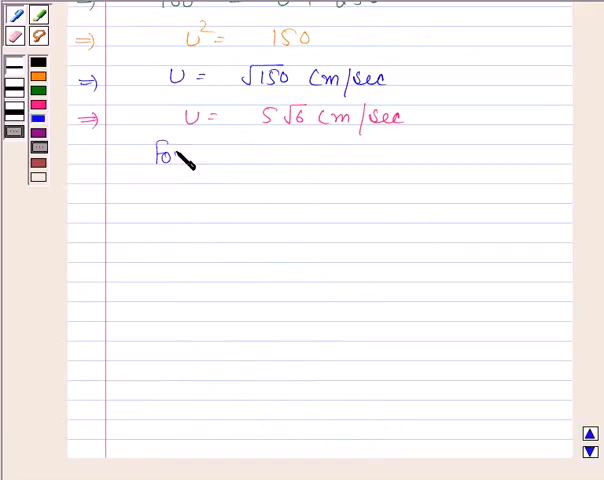 ⇒ U² = 150
⇒ U = √150 Cm/sec
⇒ U = 5√6 Cm/sec
Fo